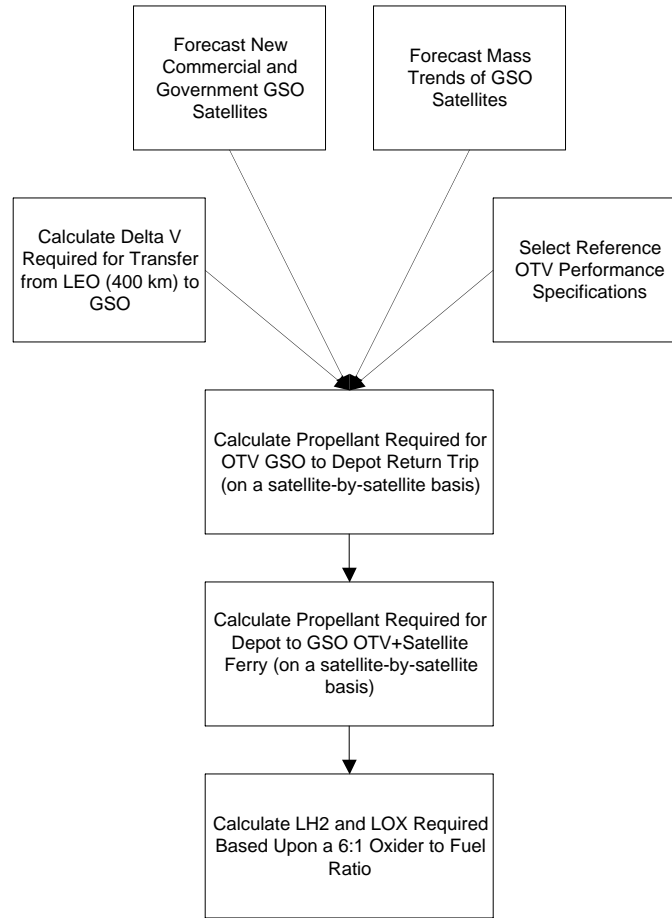 Forecast New
Commercial and
Government GSO
Satellites
Forecast Mass
Trends of GSO
Satellites
Calculate Delta V
Required for Transfer
from LEO (400 km) to
GSO
Select Reference
OTV Performance
Specifications
Calculate Propellant Required for
OTV GSO to Depot Return Trip
(on a satellite-by-satellite basis)
Calculate Propellant Required for
Depot to GSO OTV+Satellite
Ferry (on a satellite-by-satellite
basis)
Calculate LH2 and LOX Required
Based Upon a 6:1 Oxider to Fuel
Ratio